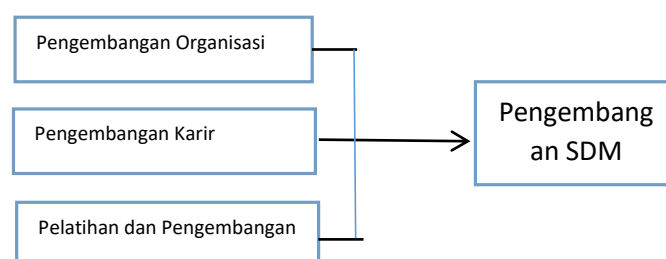 Pengembangan Organisasi
Pengembangan Karir
Pengembang
an SDM
Pelatihan dan Pengembangan